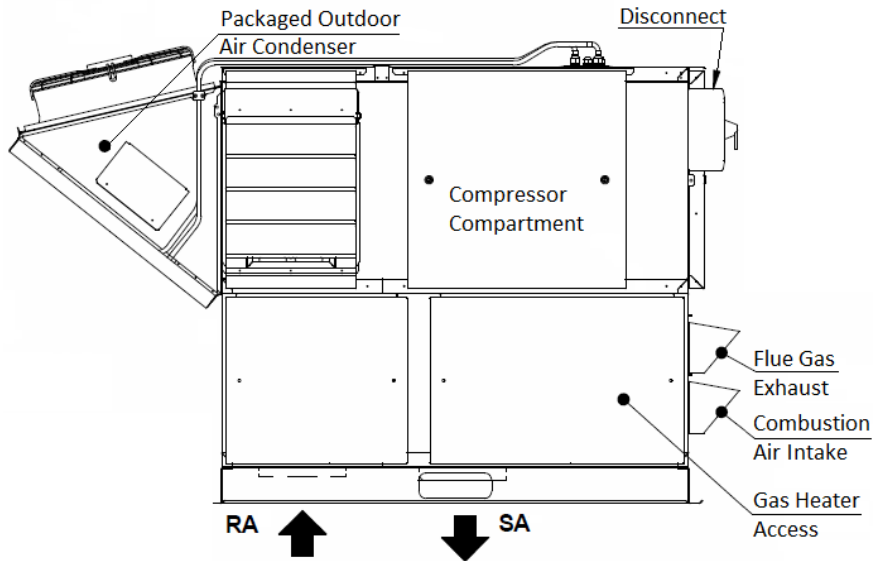 Packaged Outdoor
Air Condenser
Disconnect
Compressor
Compartment
Flue Gas
Exhaust
Combustion
Air Intake
Gas Heater
Access
RA
SA